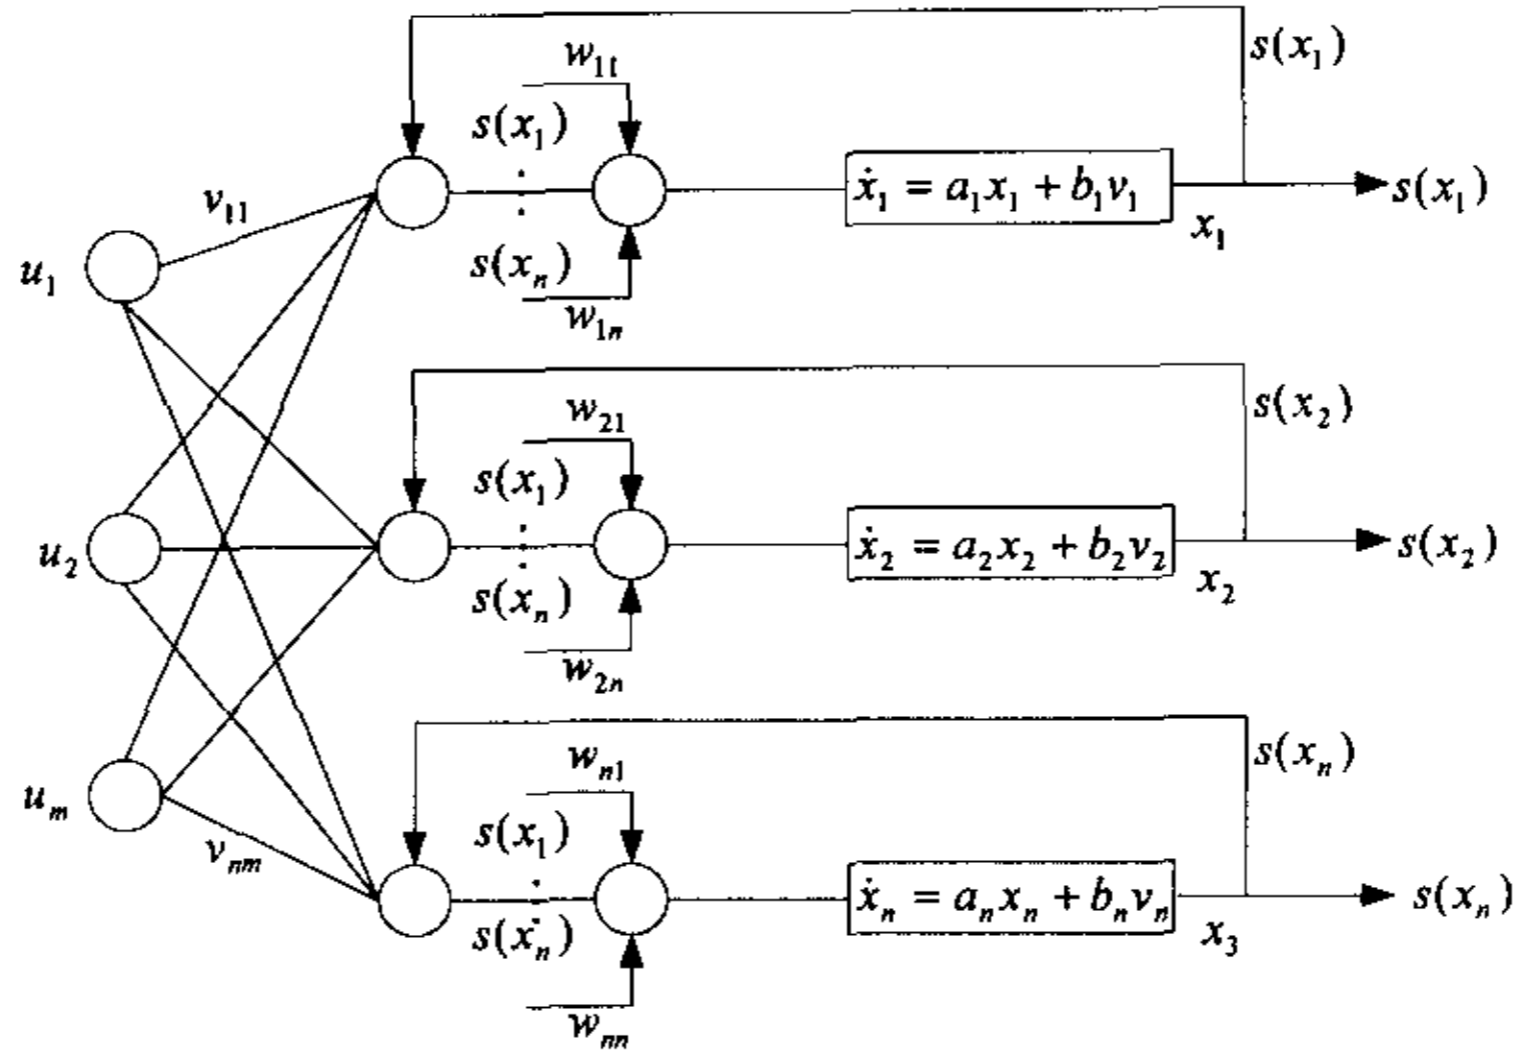 s(x₁)
w₁₁
s(x₁)
⋮
v₁₁
ẋ₁ = a₁x₁ + b₁v₁
s(x₁)
x₁
s(xₙ)
w₁ₙ
u₁
s(x₂)
w₂₁
s(x₁)
⋮
u₂
ẋ₂ = a₂x₂ + b₂v₂
s(x₂)
x₂
s(xₙ)
w₂ₙ
s(xₙ)
wₙ₁
uₘ
s(x₁)
⋮
vₙₘ
ẋₙ = aₙxₙ + bₙvₙ
s(xₙ)
x₃
s(xₙ)
wₙₙ